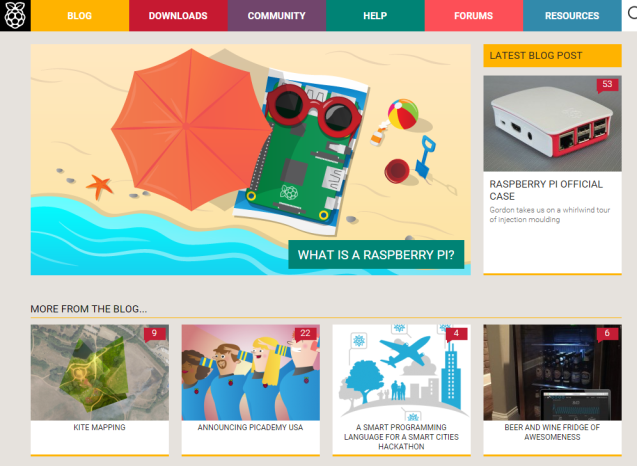 BLOG
DOWNLOADS
COMMUNITY
HELP
FORUMS
RESOURCES
WHAT IS A RASPBERRY PI?
LATEST BLOG POST
53
RASPBERRY PI OFFICIAL
CASE
Gordon takes us on a whirlwind tour
of injection moulding
MORE FROM THE BLOG...
9
KITE MAPPING
22
ANNOUNCING PICADEMY USA
4
A SMART PROGRAMMING
LANGUAGE FOR A SMART CITIES
HACKATHON
6
BEER AND WINE FRIDGE OF
AWESOMENESS